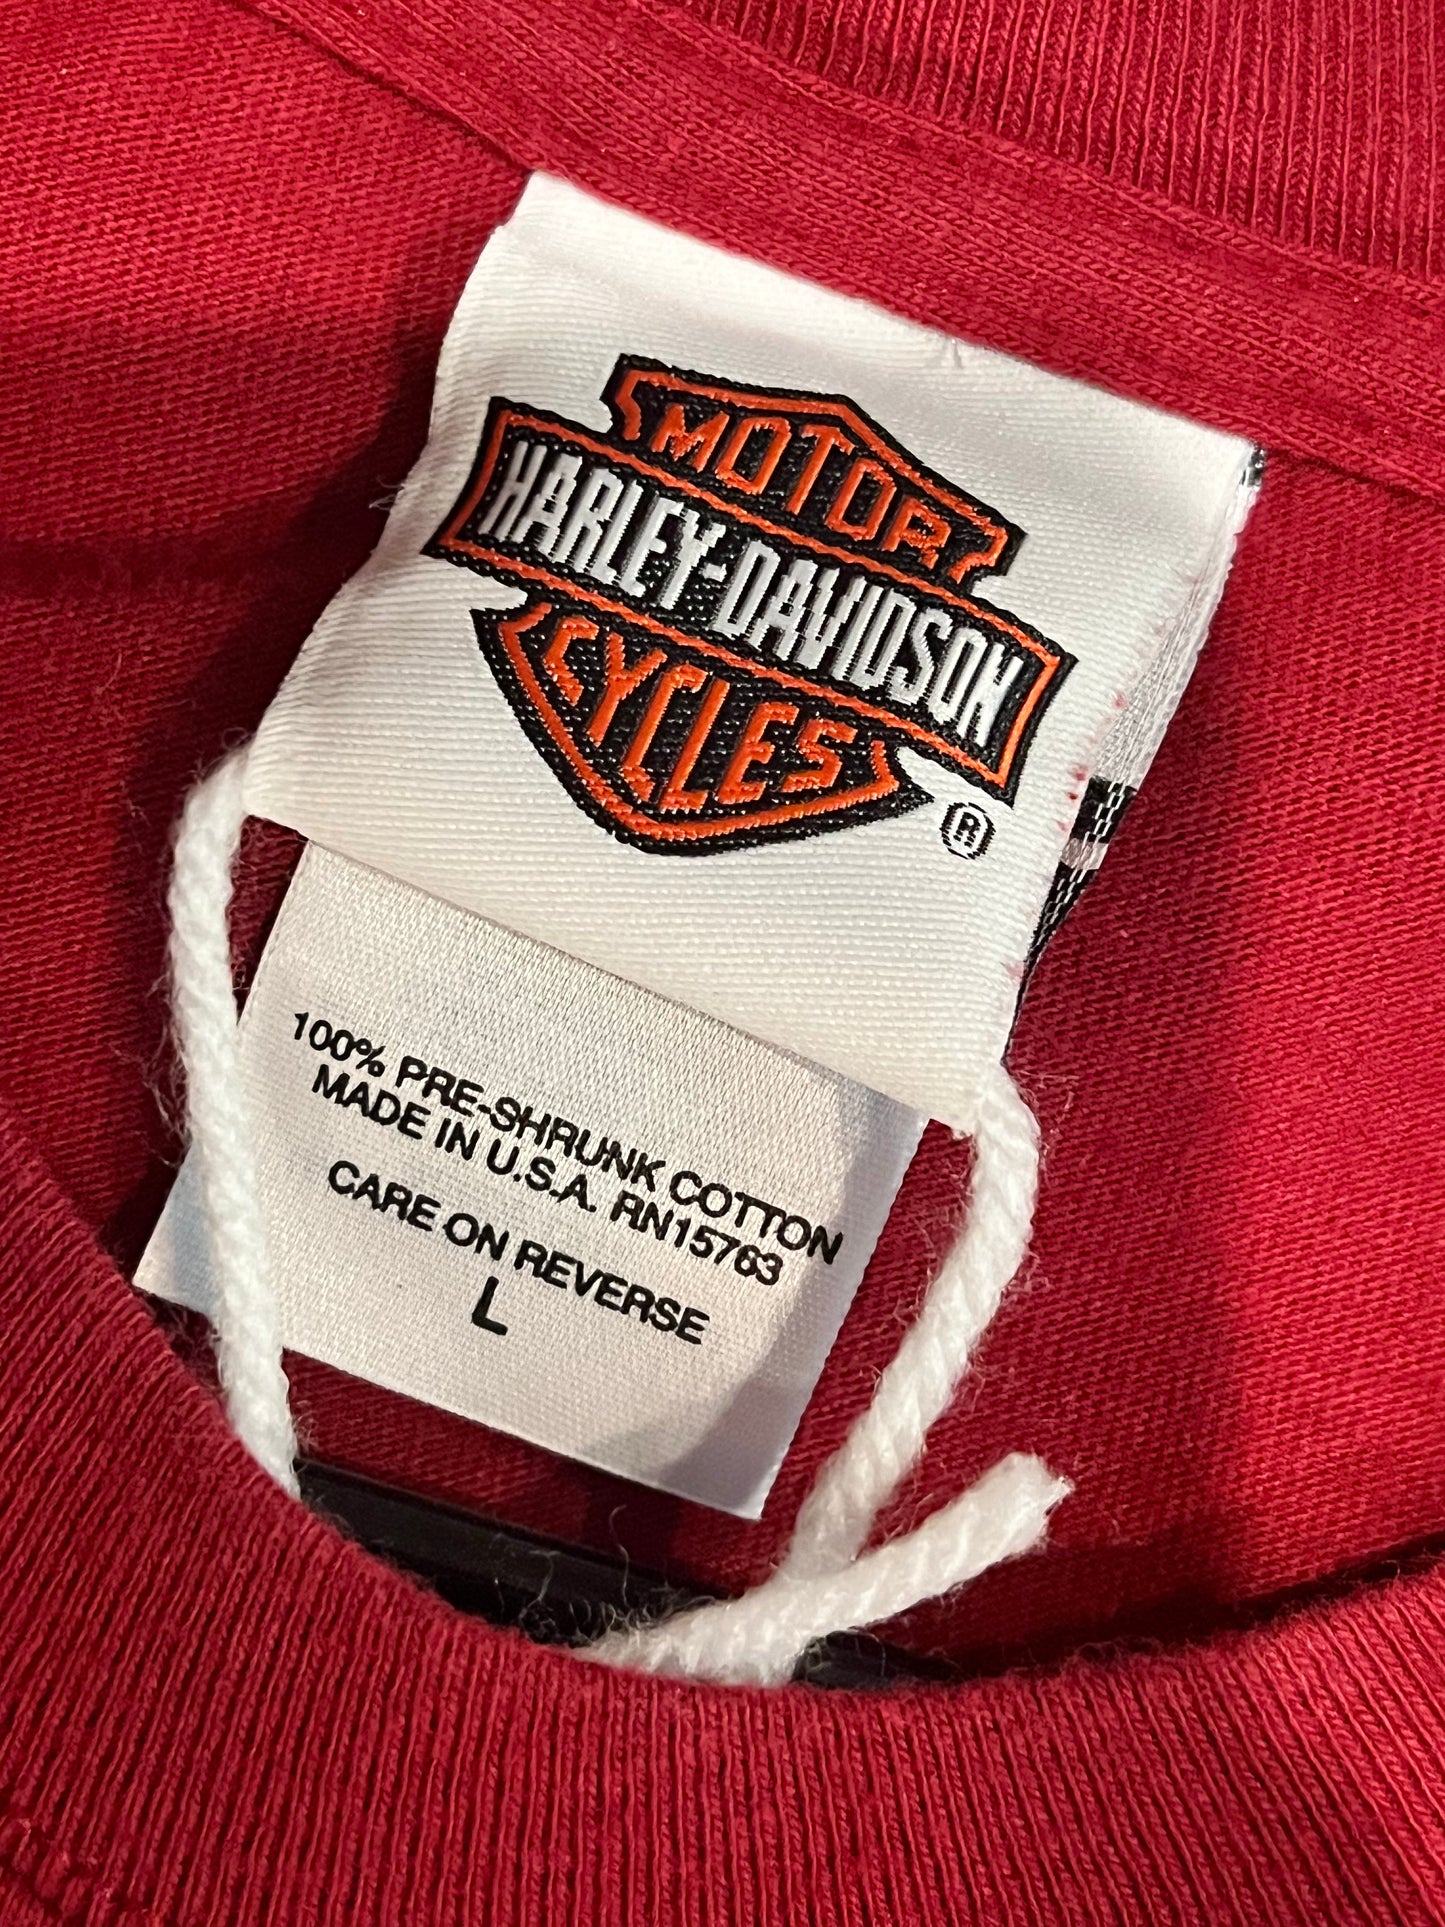 MOTOR
HARLEY-DAVIDSON
CYCLES
®
100% PRE-SHRUNK COTTON
MADE IN U.S.A. RN15763
CARE ON REVERSE
L